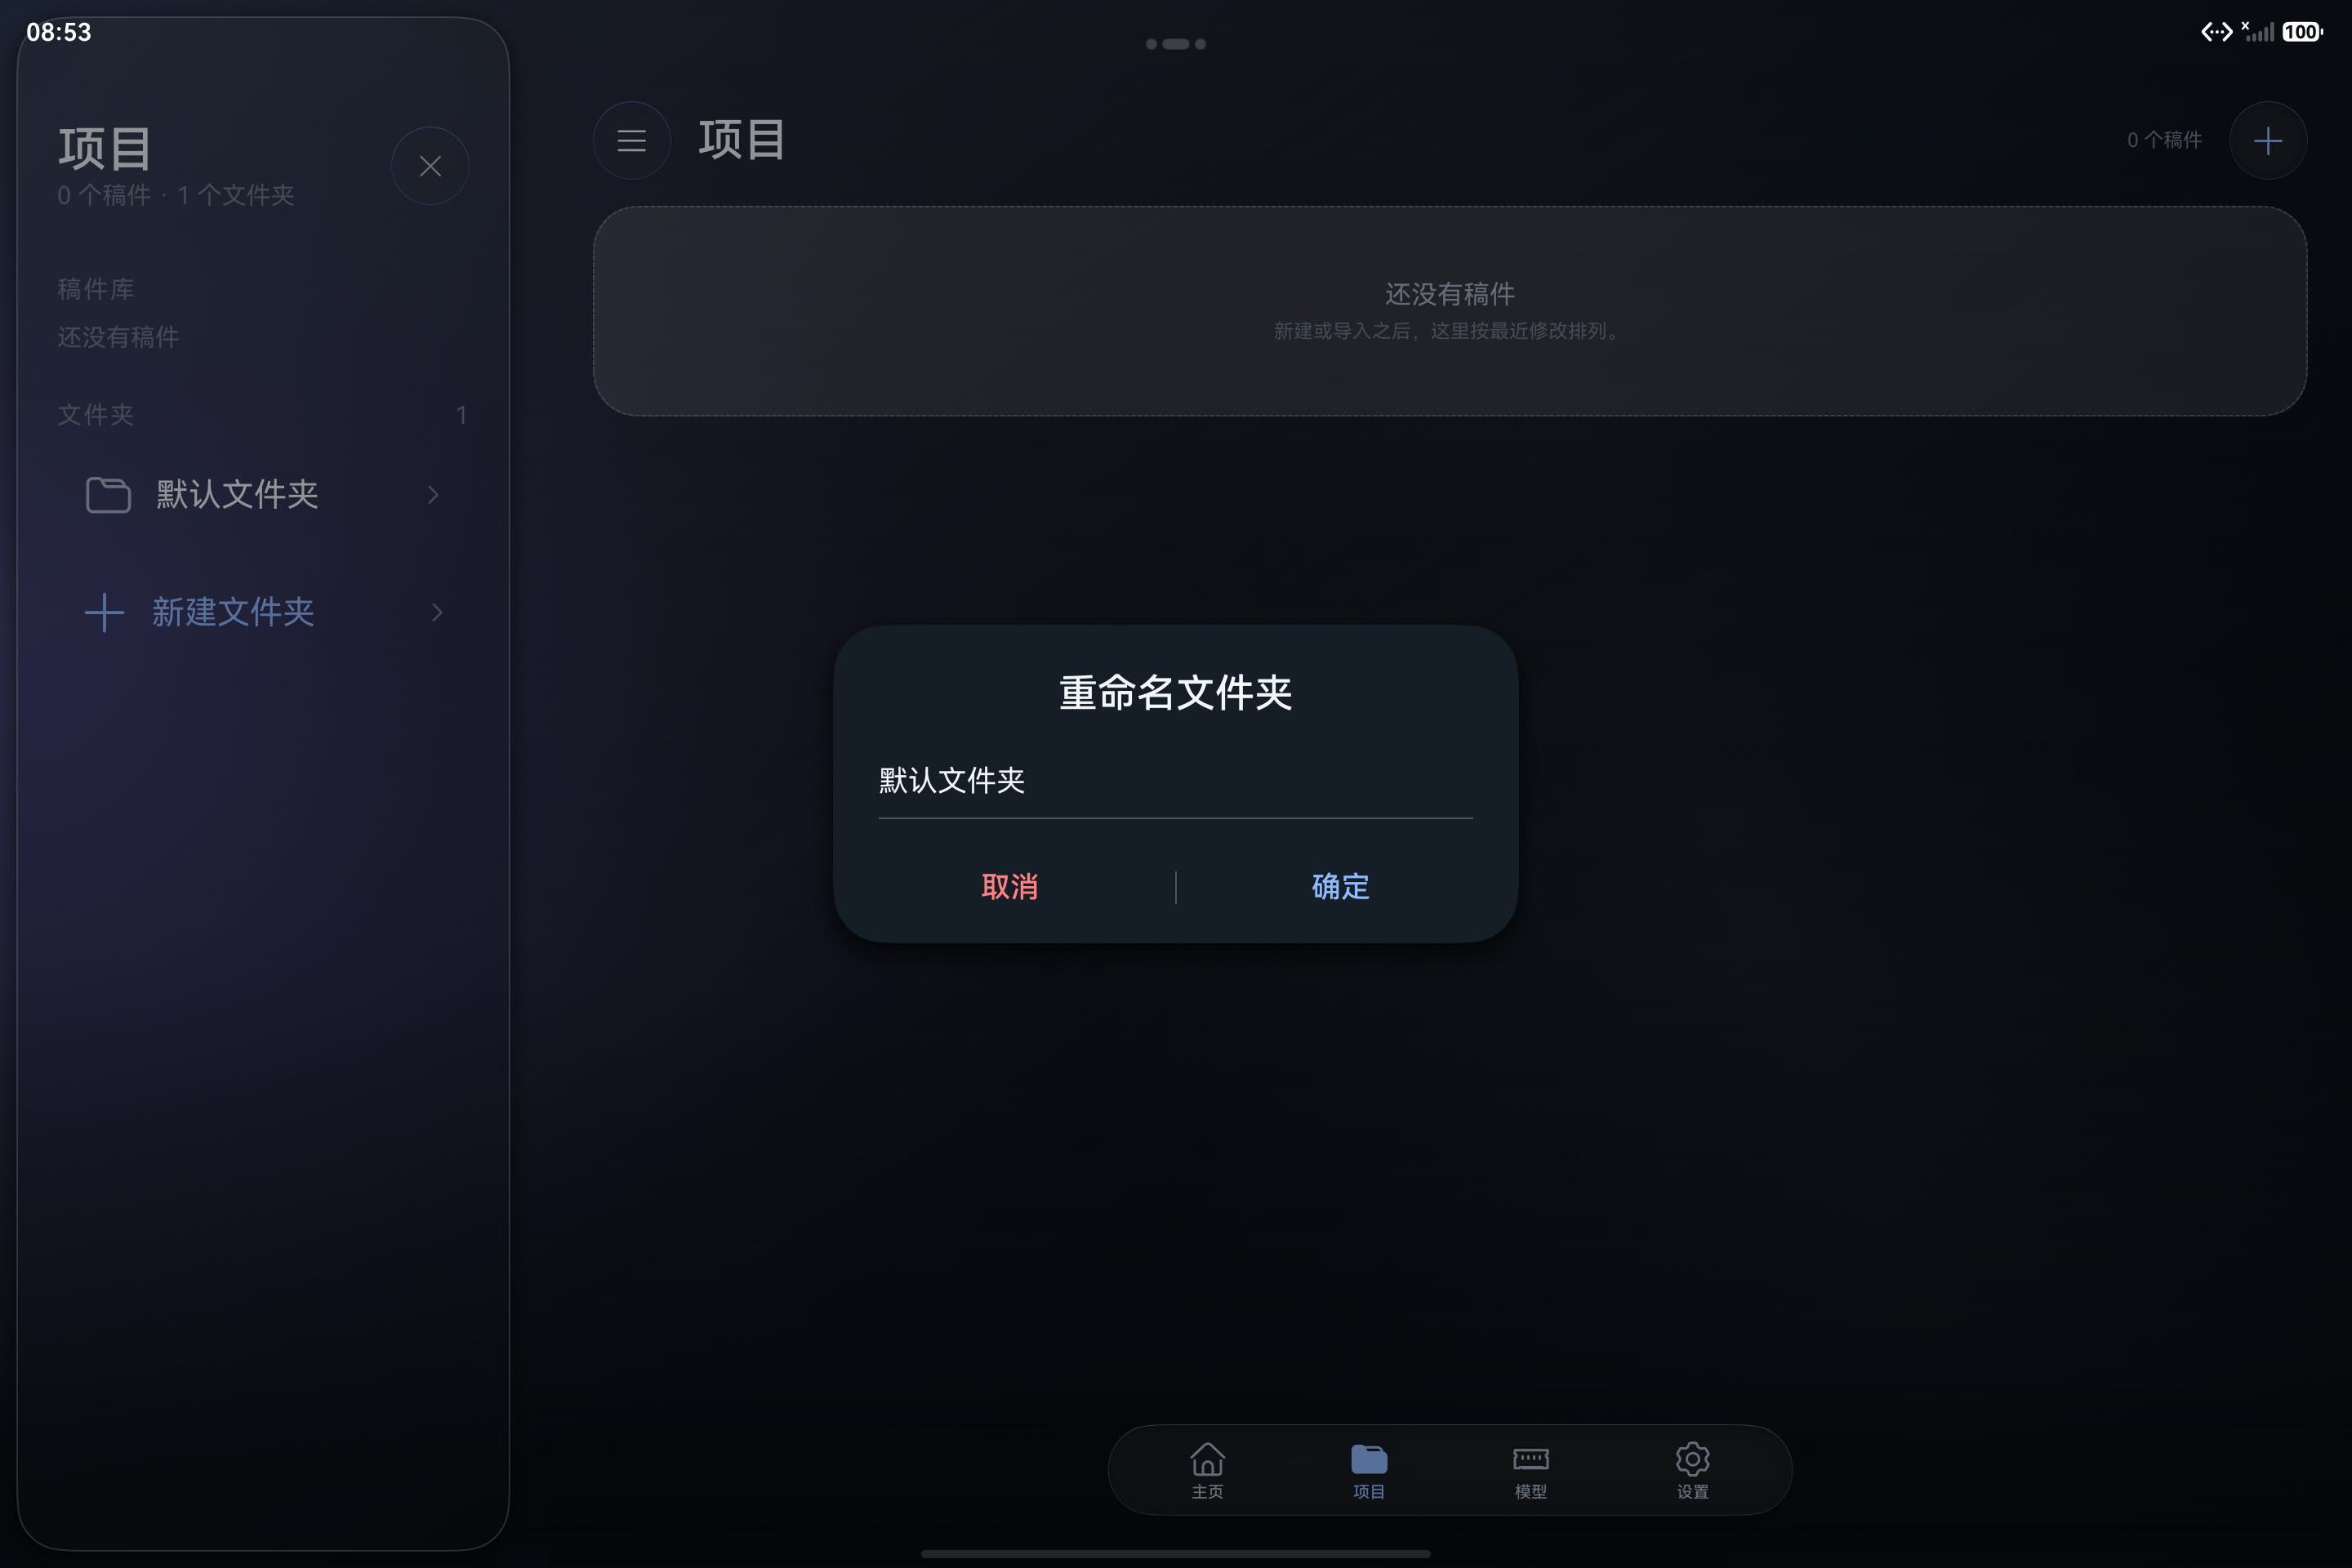 08:53
100
项目
0 个稿件 · 1 个文件夹
稿件库
还没有稿件
文件夹 1
默认文件夹
新建文件夹
项目
0 个稿件
还没有稿件
新建或导入之后，这里按最近修改排列。
重命名文件夹
默认文件夹
取消 确定
主页 项目 模型 设置